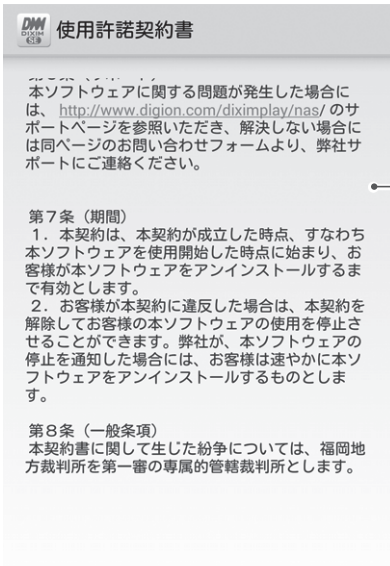 DMM
DIXIM
SE
使用許諾契約書
本ソフトウェアに関する問題が発生した場合に
は、 http://www.digion.com/diximplay/nas/ のサ
ポートページを参照いただき、解決しない場合に
は同ページのお問い合わせフォームより、弊社サ
ポートにご連絡ください。
第７条（期間）
１．本契約は、本契約が成立した時点、すなわち
本ソフトウェアを使用開始した時点に始まり、お
客様が本ソフトウェアをアンインストールするま
で有効とします。
２．お客様が本契約に違反した場合は、本契約を
解除してお客様の本ソフトウェアの使用を停止さ
せることができます。弊社が、本ソフトウェアの
停止を通知した場合には、お客様は速やかに本ソ
フトウェアをアンインストールするものとしま
す。
第８条（一般条項）
本契約書に関して生じた紛争については、福岡地
方裁判所を第一審の専属的管轄裁判所とします。